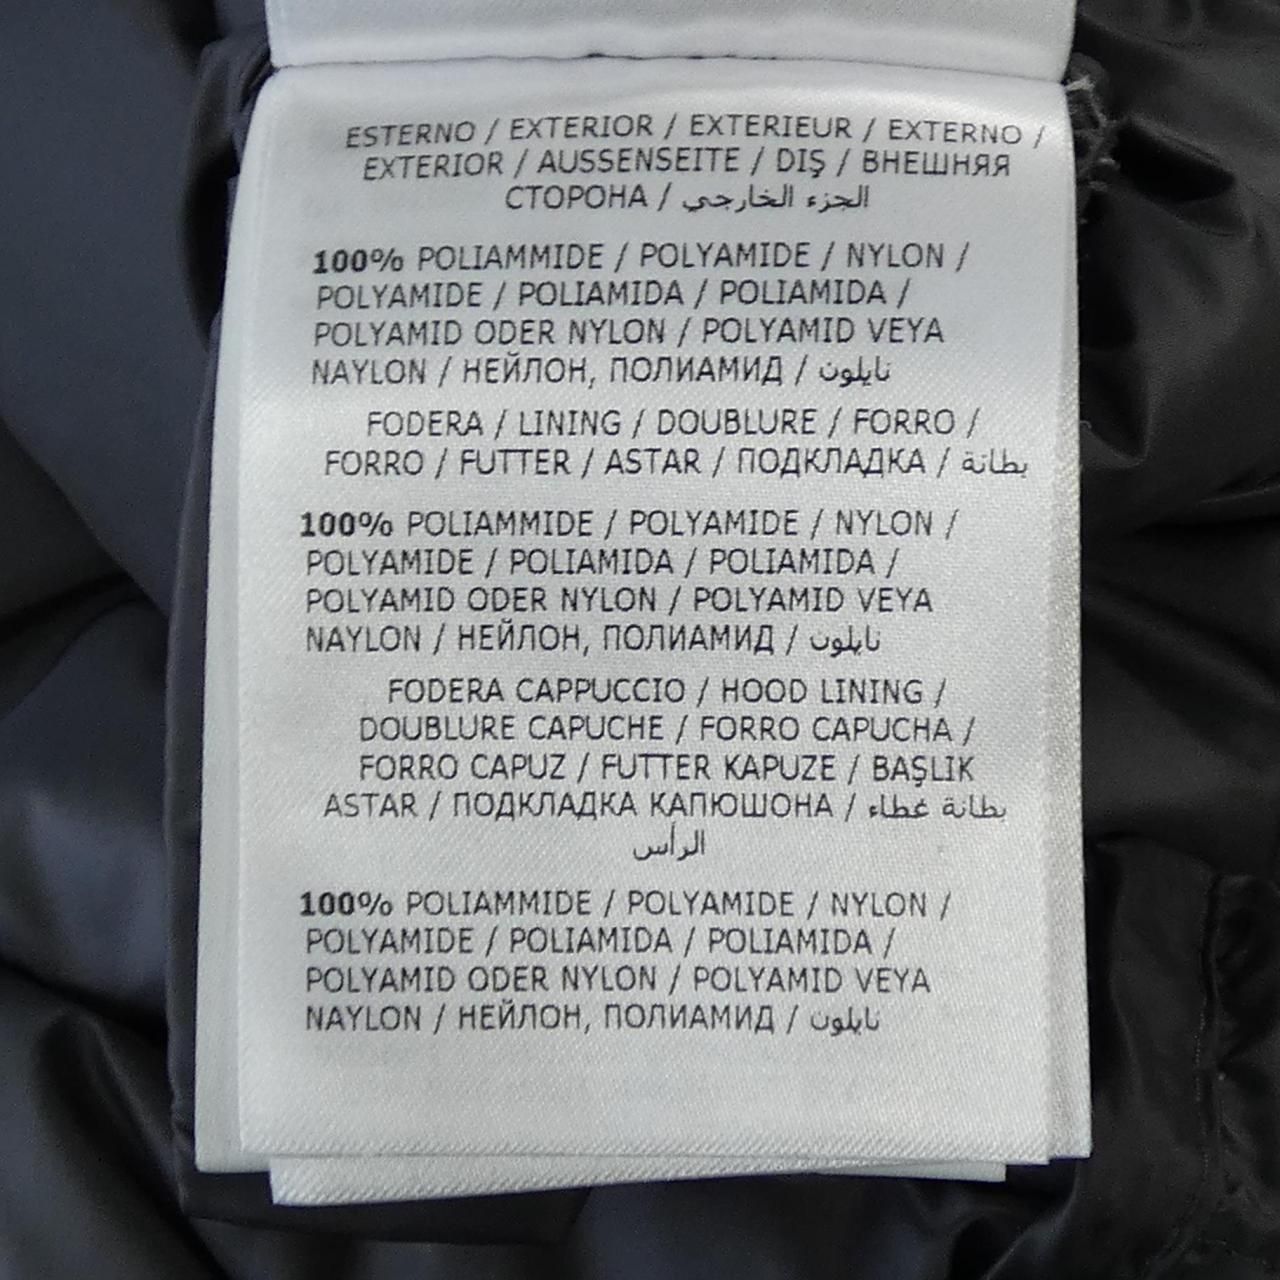 ESTERNO / EXTERIOR / EXTERIEUR / EXTERNO /
EXTERIOR / AUSSENSEITE / DIŞ / ВНЕШНЯЯ
СТОРОНА / الجزء الخارجي
100% POLIAMMIDE / POLYAMIDE / NYLON /
POLYAMIDE / POLIAMIDA / POLIAMIDA /
POLYAMID ODER NYLON / POLYAMID VEYA
NAYLON / НЕЙЛОН, ПОЛИАМИД / نايلون
FODERA / LINING / DOUBLURE / FORRO /
FORRO / FUTTER / ASTAR / ПОДКЛАДКА / بطانة
100% POLIAMMIDE / POLYAMIDE / NYLON /
POLYAMIDE / POLIAMIDA / POLIAMIDA /
POLYAMID ODER NYLON / POLYAMID VEYA
NAYLON / НЕЙЛОН, ПОЛИАМИД / نايلون
FODERA CAPPUCCIO / HOOD LINING /
DOUBLURE CAPUCHE / FORRO CAPUCHA /
FORRO CAPUZ / FUTTER KAPUZE / BAŞLIK
ASTAR / ПОДКЛАДКА КАПЮШОНА / بطانة غطاء
الرأس
100% POLIAMMIDE / POLYAMIDE / NYLON /
POLYAMIDE / POLIAMIDA / POLIAMIDA /
POLYAMID ODER NYLON / POLYAMID VEYA
NAYLON / НЕЙЛОН, ПОЛИАМИД / نايلون